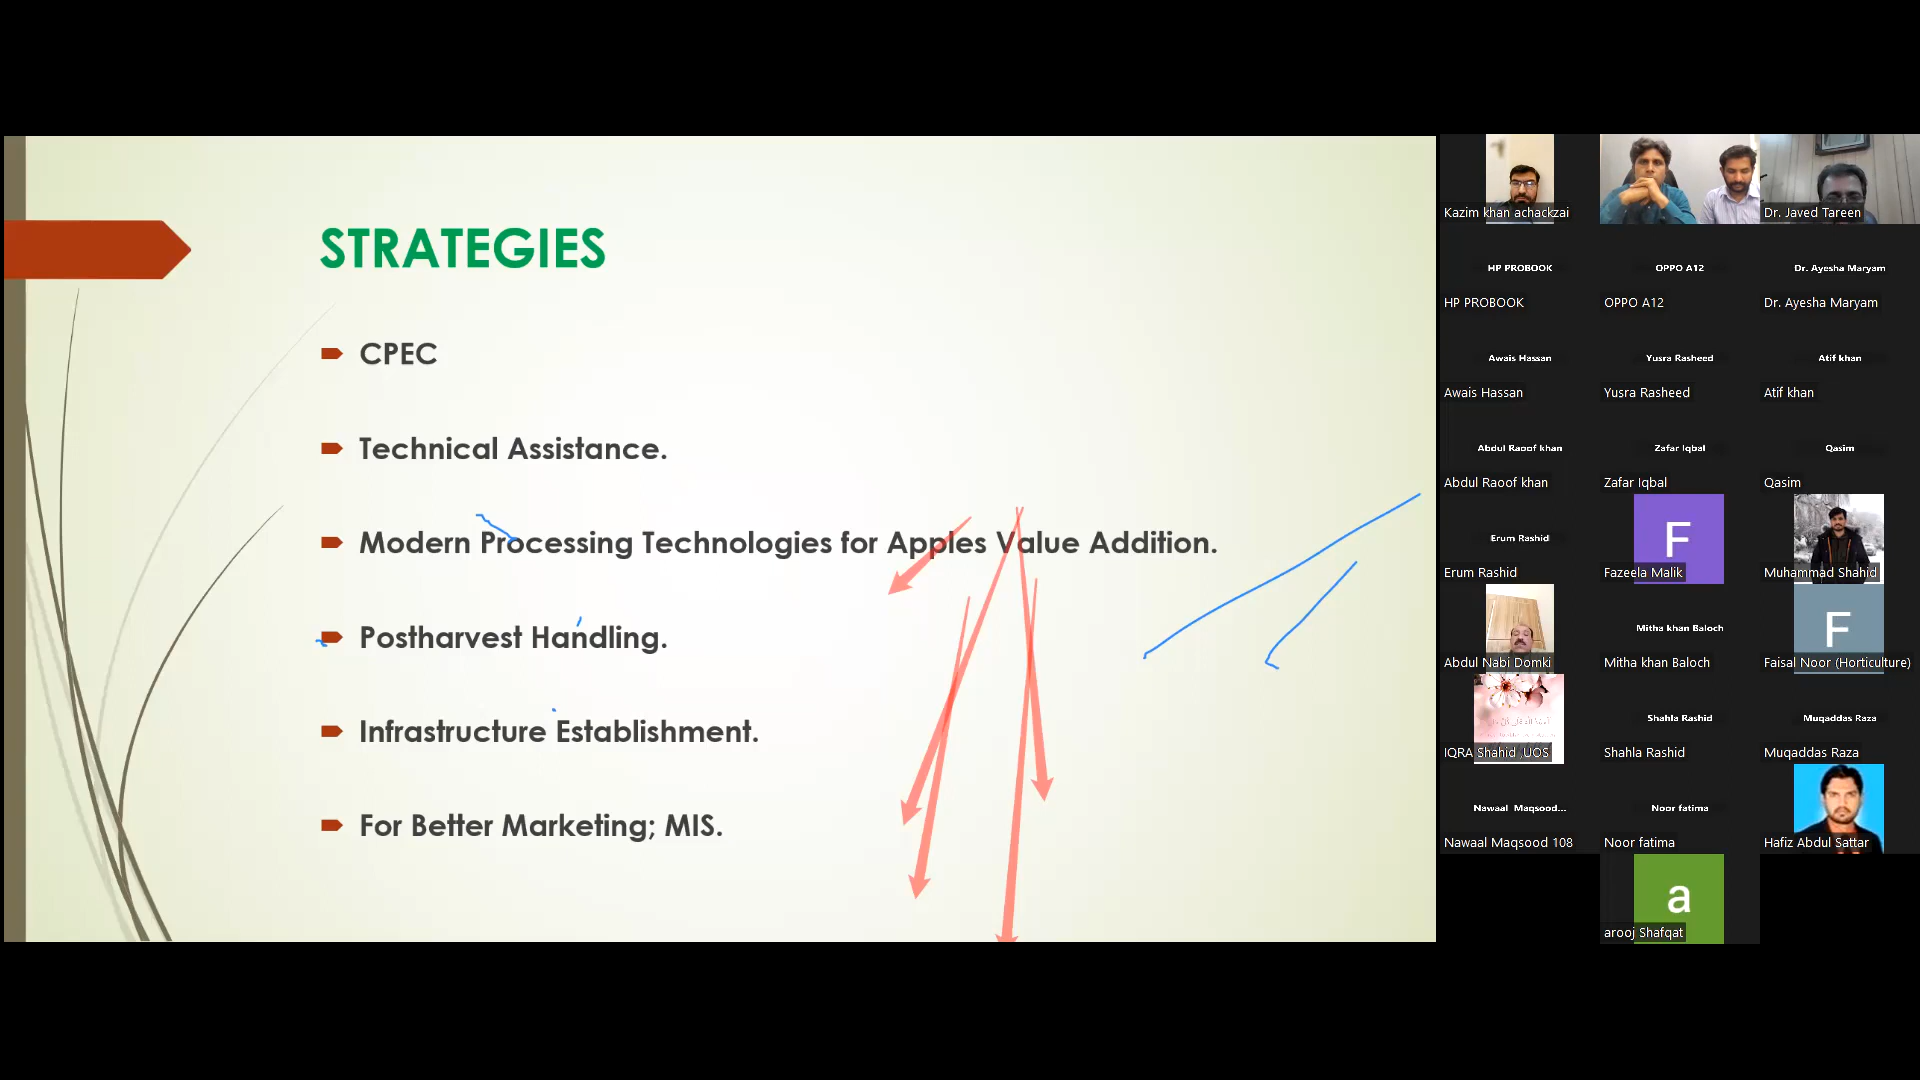 STRATEGIES
CPEC
Technical Assistance.
Modern Processing Technologies for Apples Value Addition.
Postharvest Handling.
Infrastructure Establishment.
For Better Marketing; MIS.
Kazim khan achackzai
Dr. Javed Tareen
HP PROBOOK
OPPO A12
Dr. Ayesha Maryam
HP PROBOOK
OPPO A12
Dr. Ayesha Maryam
Awais Hassan
Yusra Rasheed
Atif khan
Awais Hassan
Yusra Rasheed
Atif khan
Abdul Raoof khan
Zafar Iqbal
Qasim
Abdul Raoof khan
Zafar Iqbal
Qasim
Erum Rashid
F
Erum Rashid
Fazeela Malik
Muhammad Shahid
Mitha khan Baloch
F
Abdul Nabi Domki
Mitha khan Baloch
Faisal Noor (Horticulture)
Shahla Rashid
Muqaddas Raza
IQRA Shahid ,UOS
Shahla Rashid
Muqaddas Raza
Nawaal Maqsood...
Noor fatima
Nawaal Maqsood 108
Noor fatima
Hafiz Abdul Sattar
a
arooj Shafqat